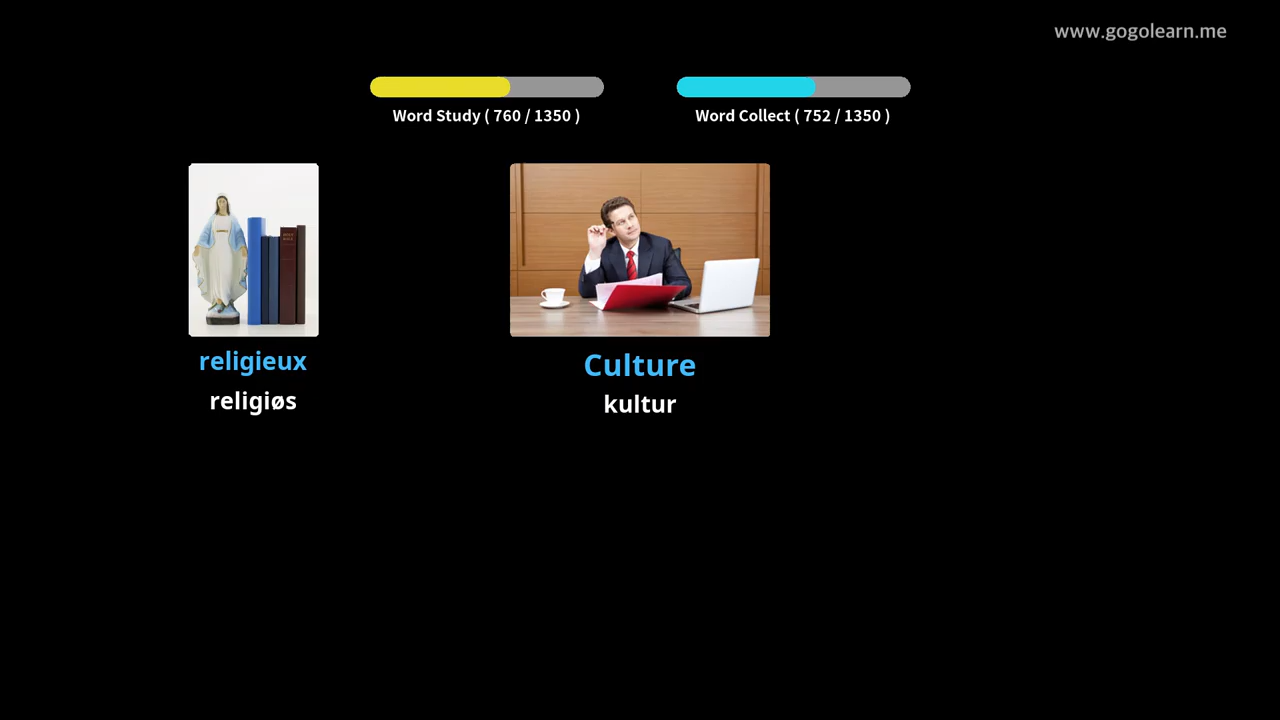 www.gogolearn.me
Word Study ( 760 / 1350 )
Word Collect ( 752 / 1350 )
religieux
religiøs
Culture
kultur